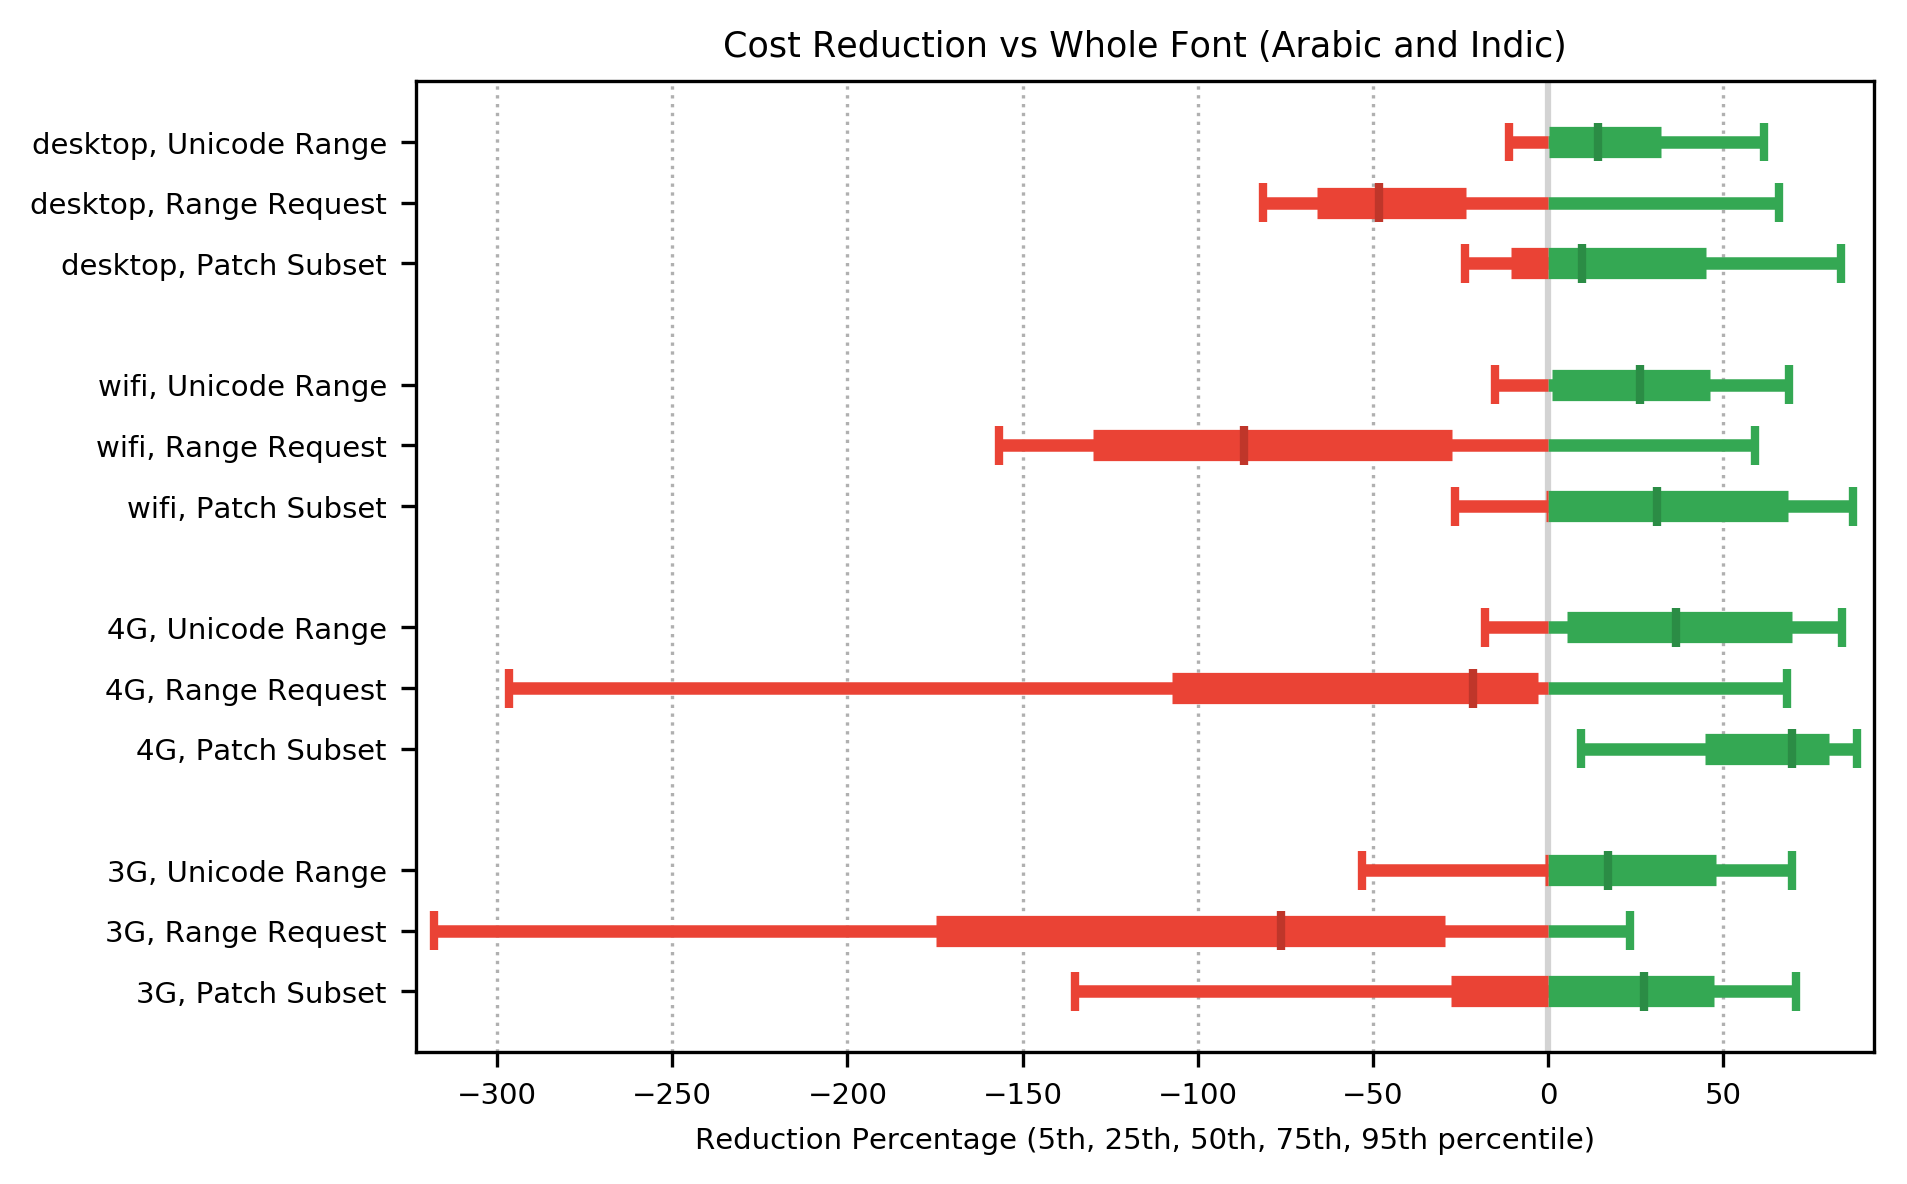 Cost Reduction vs Whole Font (Arabic and Indic)
desktop, Unicode Range
desktop, Range Request
desktop, Patch Subset
wifi, Unicode Range
wifi, Range Request
wifi, Patch Subset
4G, Unicode Range
4G, Range Request
4G, Patch Subset
3G, Unicode Range
3G, Range Request
3G, Patch Subset
−300 −250 −200 −150 −100 −50 0 50
Reduction Percentage (5th, 25th, 50th, 75th, 95th percentile)